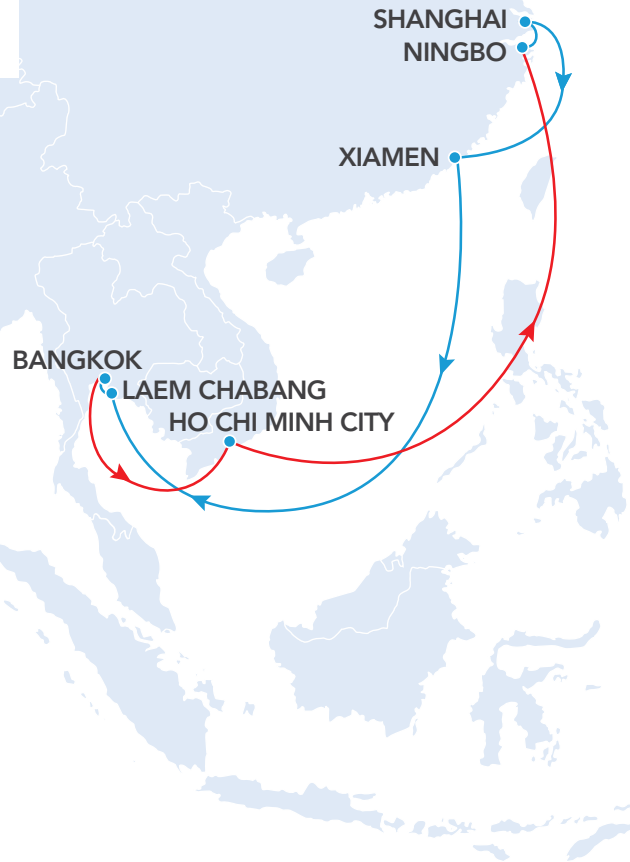 SHANGHAI
NINGBO
XIAMEN
BANGKOK
LAEM CHABANG
HO CHI MINH CITY